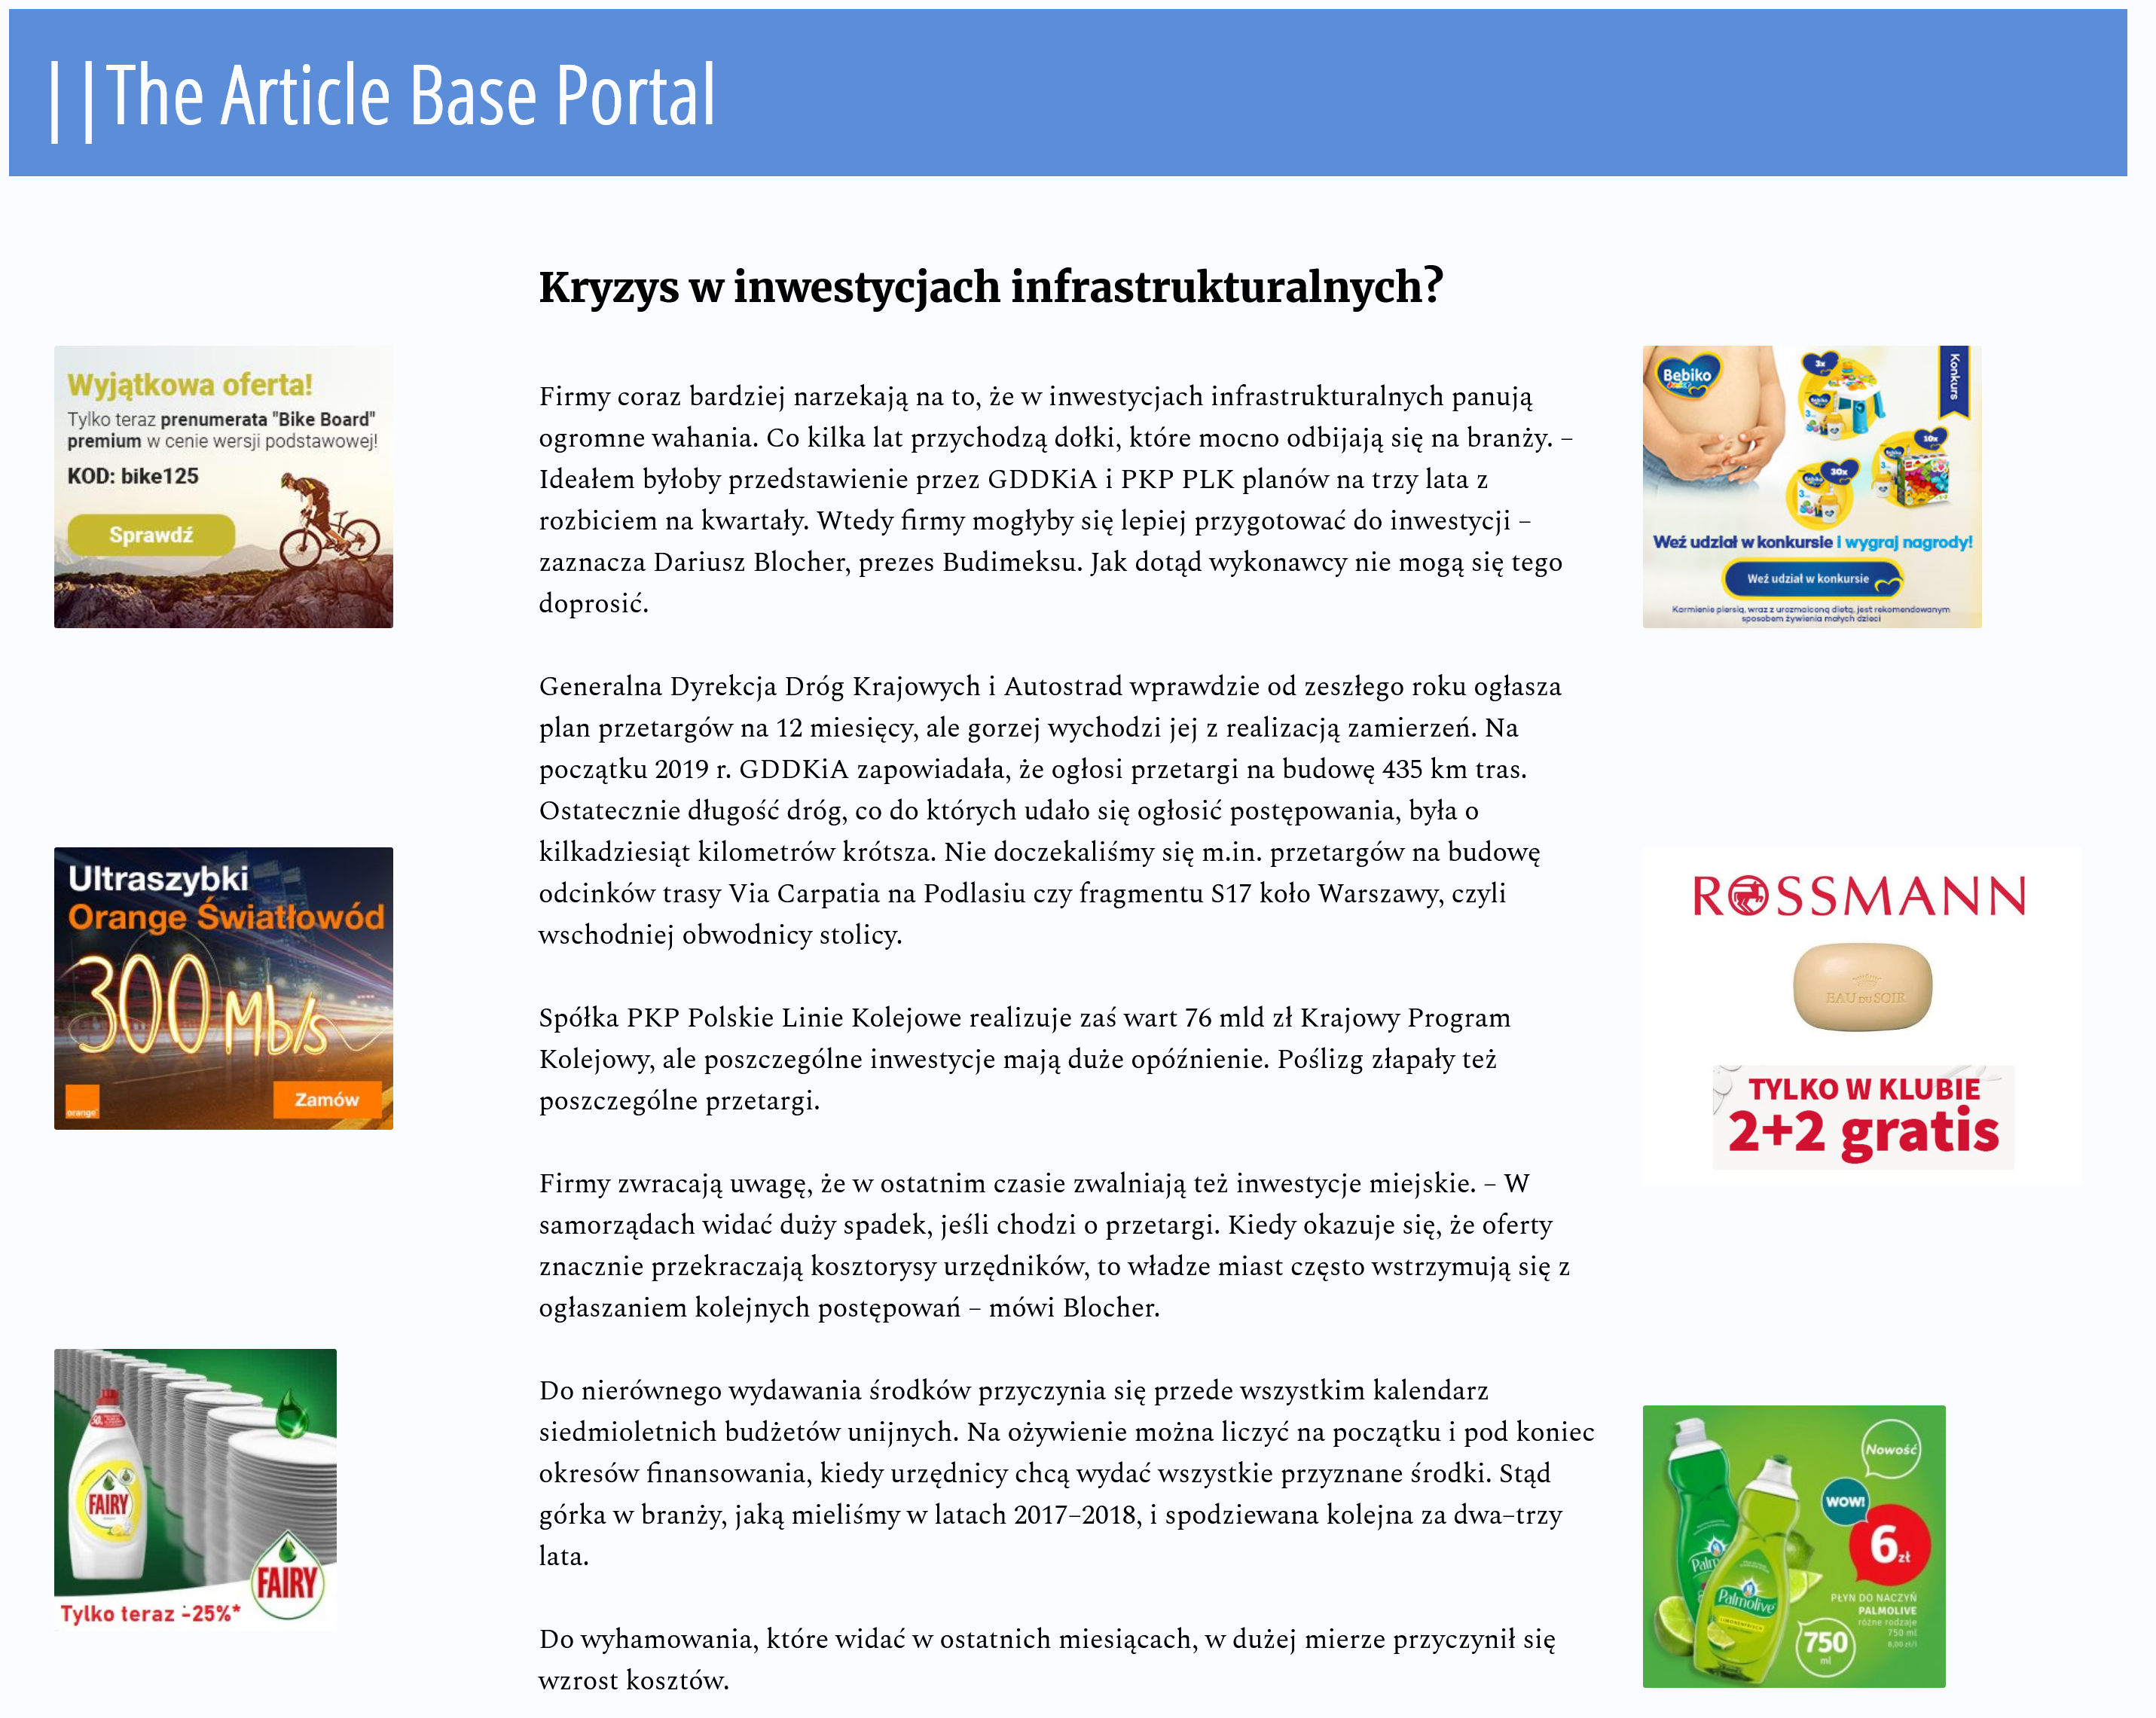 ||The Article Base Portal
Kryzys w inwestycjach infrastrukturalnych?
Wyjątkowa oferta!
Tylko teraz prenumerata "Bike Board"
premium w cenie wersji podstawowej!
KOD: bike125
Sprawdź
Ultraszybki
Orange Światłowód
300 Mb/s
orange
Zamów
FAIRY
FAIRY
Tylko teraz -25%*
Firmy coraz bardziej narzekają na to, że w inwestycjach infrastrukturalnych panują
ogromne wahania. Co kilka lat przychodzą dołki, które mocno odbijają się na branży. –
Ideałem byłoby przedstawienie przez GDDKiA i PKP PLK planów na trzy lata z
rozbiciem na kwartały. Wtedy firmy mogłyby się lepiej przygotować do inwestycji –
zaznacza Dariusz Blocher, prezes Budimeksu. Jak dotąd wykonawcy nie mogą się tego
doprosić.
Generalna Dyrekcja Dróg Krajowych i Autostrad wprawdzie od zeszłego roku ogłasza
plan przetargów na 12 miesięcy, ale gorzej wychodzi jej z realizacją zamierzeń. Na
początku 2019 r. GDDKiA zapowiadała, że ogłosi przetargi na budowę 435 km tras.
Ostatecznie długość dróg, co do których udało się ogłosić postępowania, była o
kilkadziesiąt kilometrów krótsza. Nie doczekaliśmy się m.in. przetargów na budowę
odcinków trasy Via Carpatia na Podlasiu czy fragmentu S17 koło Warszawy, czyli
wschodniej obwodnicy stolicy.
Spółka PKP Polskie Linie Kolejowe realizuje zaś wart 76 mld zł Krajowy Program
Kolejowy, ale poszczególne inwestycje mają duże opóźnienie. Poślizg złapały też
poszczególne przetargi.
Firmy zwracają uwagę, że w ostatnim czasie zwalniają też inwestycje miejskie. – W
samorządach widać duży spadek, jeśli chodzi o przetargi. Kiedy okazuje się, że oferty
znacznie przekraczają kosztorysy urzędników, to władze miast często wstrzymują się z
ogłaszaniem kolejnych postępowań – mówi Blocher.
Do nierównego wydawania środków przyczynia się przede wszystkim kalendarz
siedmioletnich budżetów unijnych. Na ożywienie można liczyć na początku i pod koniec
okresów finansowania, kiedy urzędnicy chcą wydać wszystkie przyznane środki. Stąd
górka w branży, jaką mieliśmy w latach 2017–2018, i spodziewana kolejna za dwa–trzy
lata.
Do wyhamowania, które widać w ostatnich miesiącach, w dużej mierze przyczynił się
wzrost kosztów.
Bebiko
Junior
Konkurs
3x
10x
30x
Weź udział w konkursie i wygraj nagrody!
Weź udział w konkursie
Karmienie piersią, wraz z urozmaiconą dietą, jest rekomendowanym
sposobem żywienia małych dzieci
ROSSMANN
EAU DU SOIR
TYLKO W KLUBIE
2+2 gratis
Nowość
WOW!
6 zł
Palmolive
PŁYN DO NACZYŃ
PALMOLIVE
różne rodzaje
750 ml
8,00 zł/l
750
ml